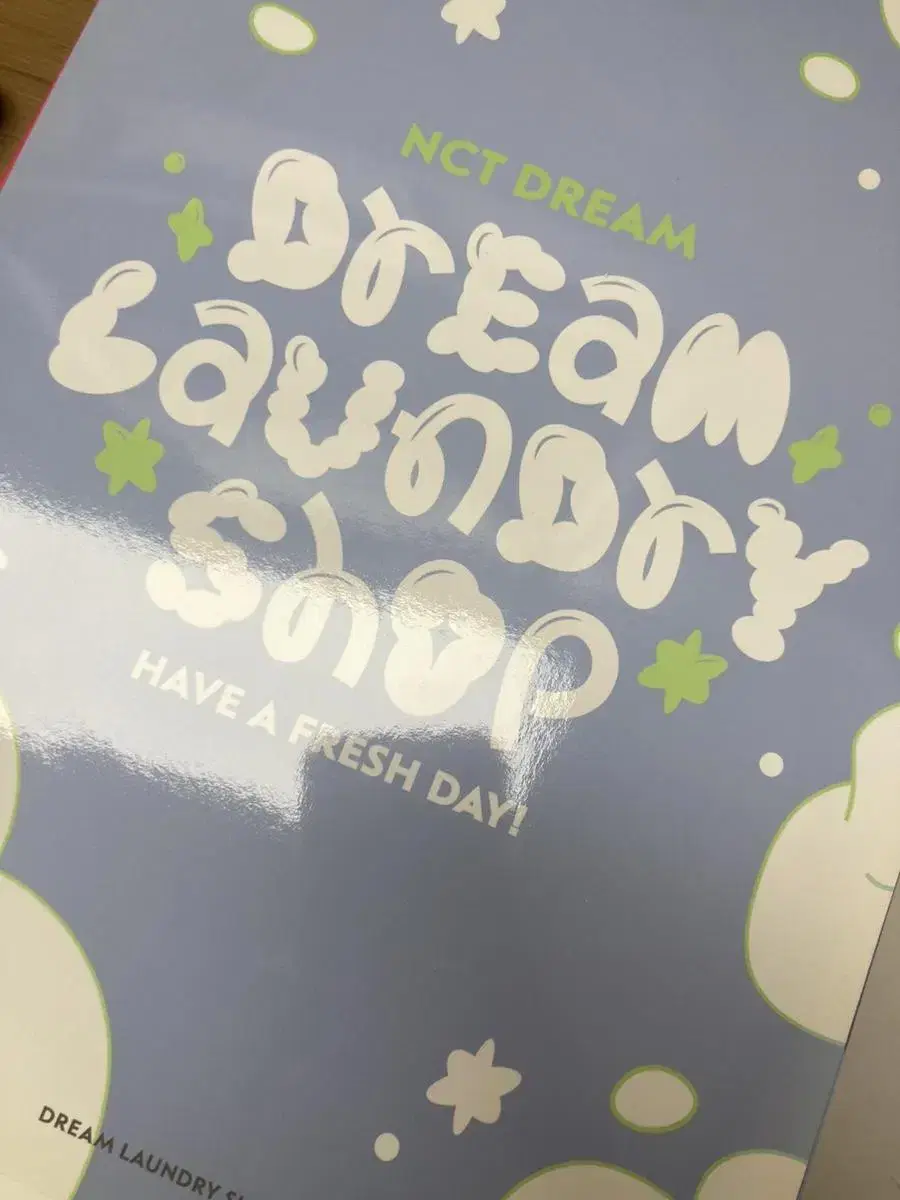 NCT DREAM
Dream
Laundry
Shop
HAVE A FRESH DAY!
DREAM LAUNDRY